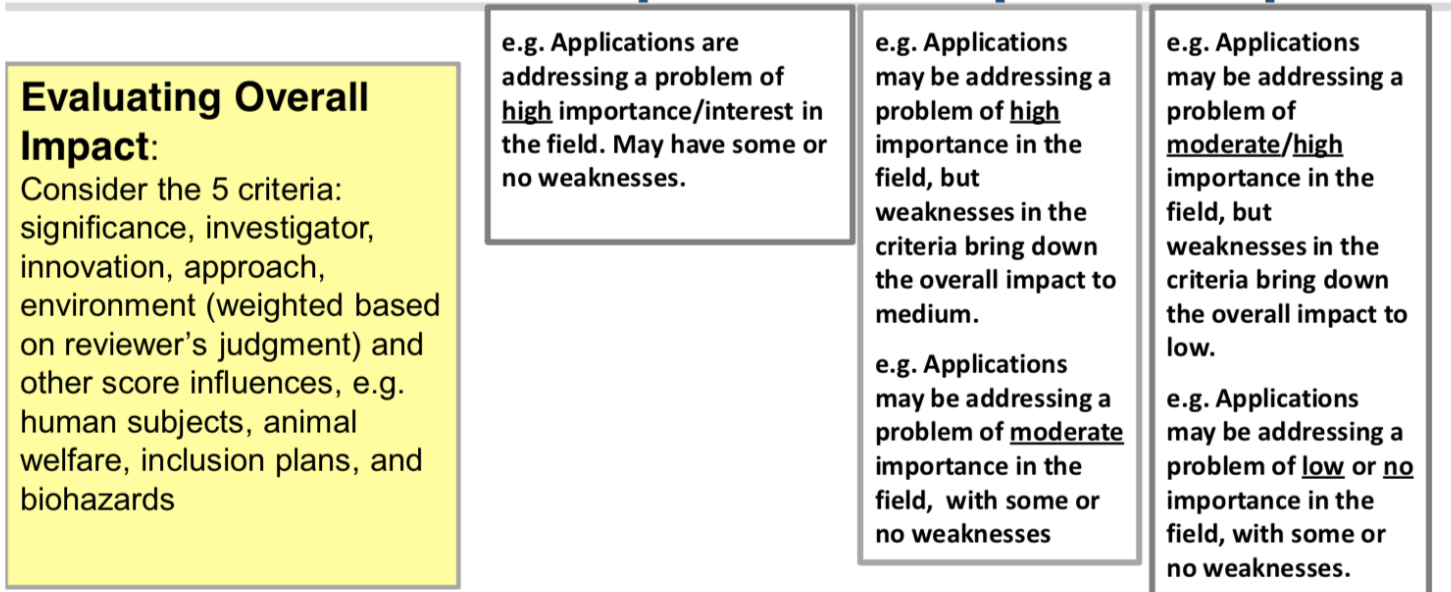 Evaluating Overall
Impact:
Consider the 5 criteria:
significance, investigator,
innovation, approach,
environment (weighted based
on reviewer’s judgment) and
other score influences, e.g.
human subjects, animal
welfare, inclusion plans, and
biohazards
e.g. Applications are
addressing a problem of
high importance/interest in
the field. May have some or
no weaknesses.
e.g. Applications
may be addressing a
problem of high
importance in the
field, but
weaknesses in the
criteria bring down
the overall impact to
medium.
e.g. Applications
may be addressing a
problem of moderate
importance in the
field, with some or
no weaknesses
e.g. Applications
may be addressing a
problem of
moderate/high
importance in the
field, but
weaknesses in the
criteria bring down
the overall impact to
low.
e.g. Applications
may be addressing a
problem of low or no
importance in the
field, with some or
no weaknesses.